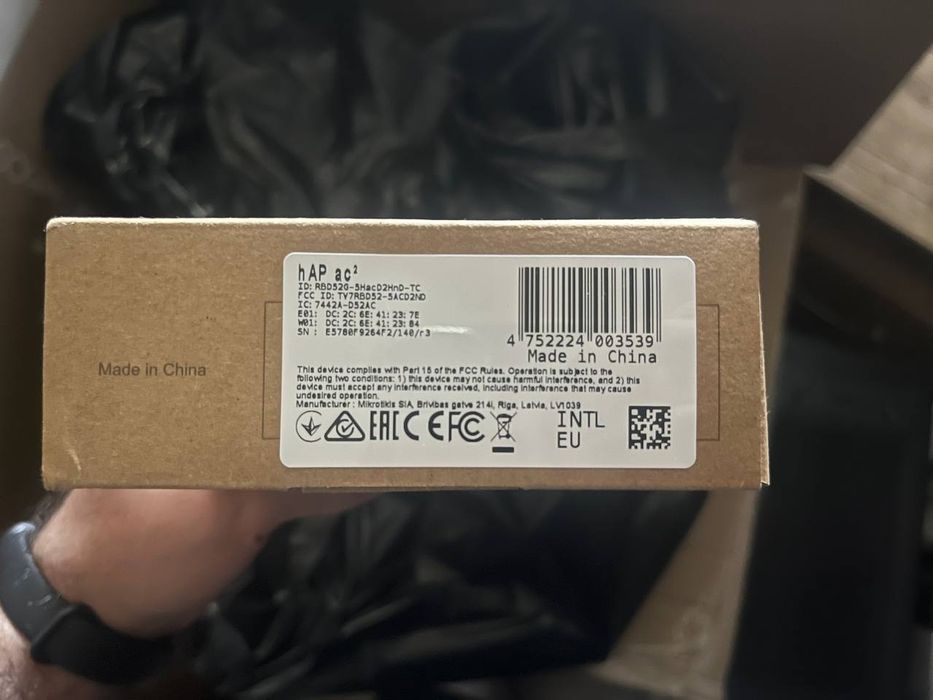 hAP ac²
ID: RBD52G-5HacD2HnD-TC
FCC ID: TV7RBD52-5ACD2ND
IC: 7442A-D52AC
E01: DC:2C:6E:41:23:7E
W01: DC:2C:6E:41:23:84
SN : E5780F9264F2/140/r3
4 752224 003539
Made in China
Made in China
This device complies with Part 15 of the FCC Rules. Operation is subject to the
following two conditions: 1) this device may not cause harmful interference, and 2) this
device must accept any interference received, including interference that may cause
undesired operation.
Manufacturer : Mikrotikls SIA, Brivibas gatve 214i, Riga, Latvia, LV1039
EAC CE FC
INTL
EU